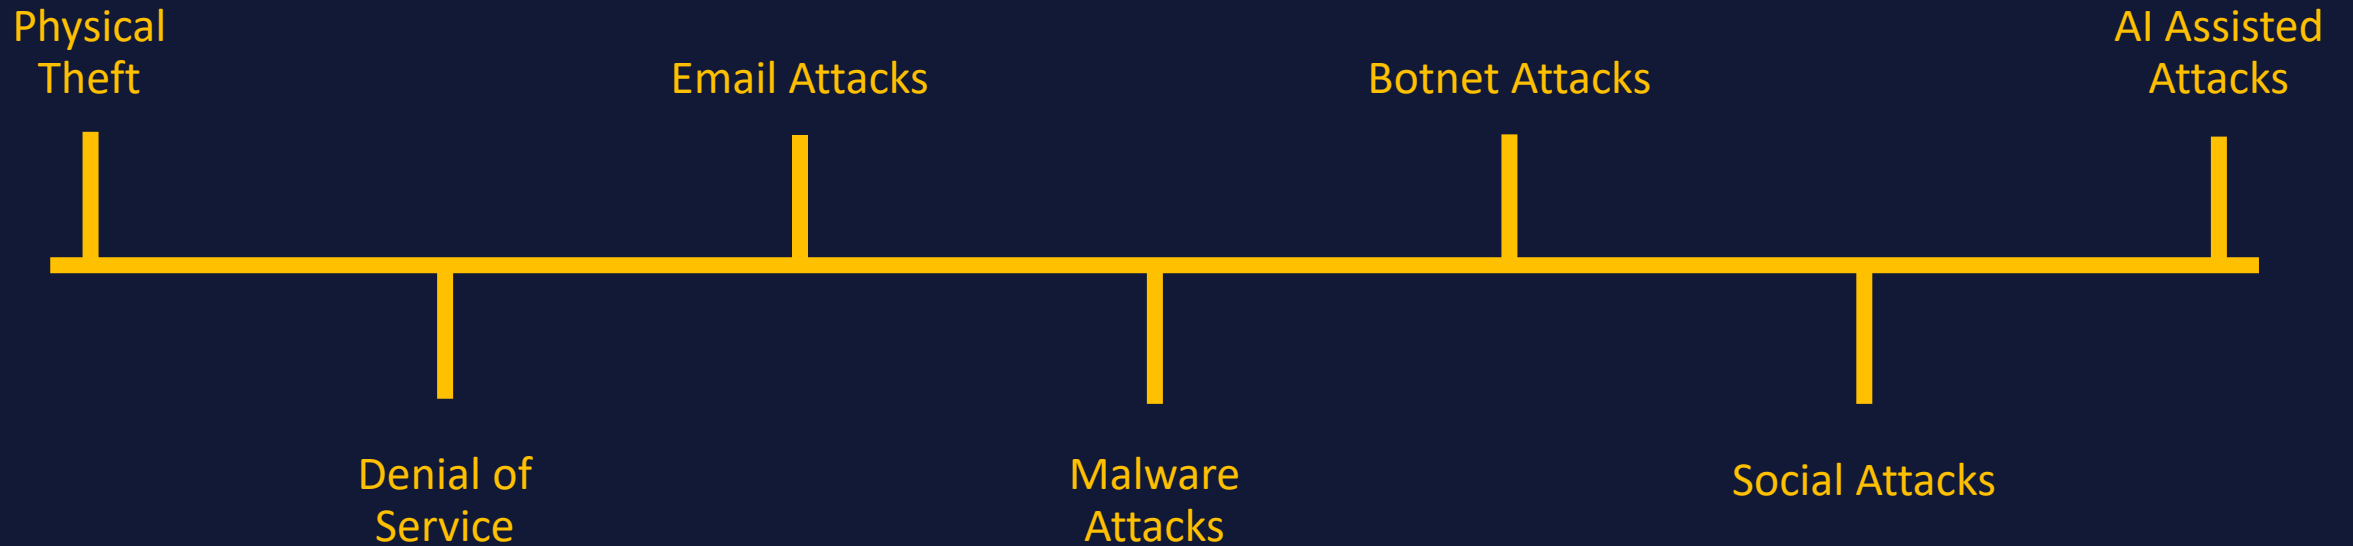 Physical
Theft
Email Attacks
Botnet Attacks
AI Assisted
Attacks
Denial of
Service
Malware
Attacks
Social Attacks